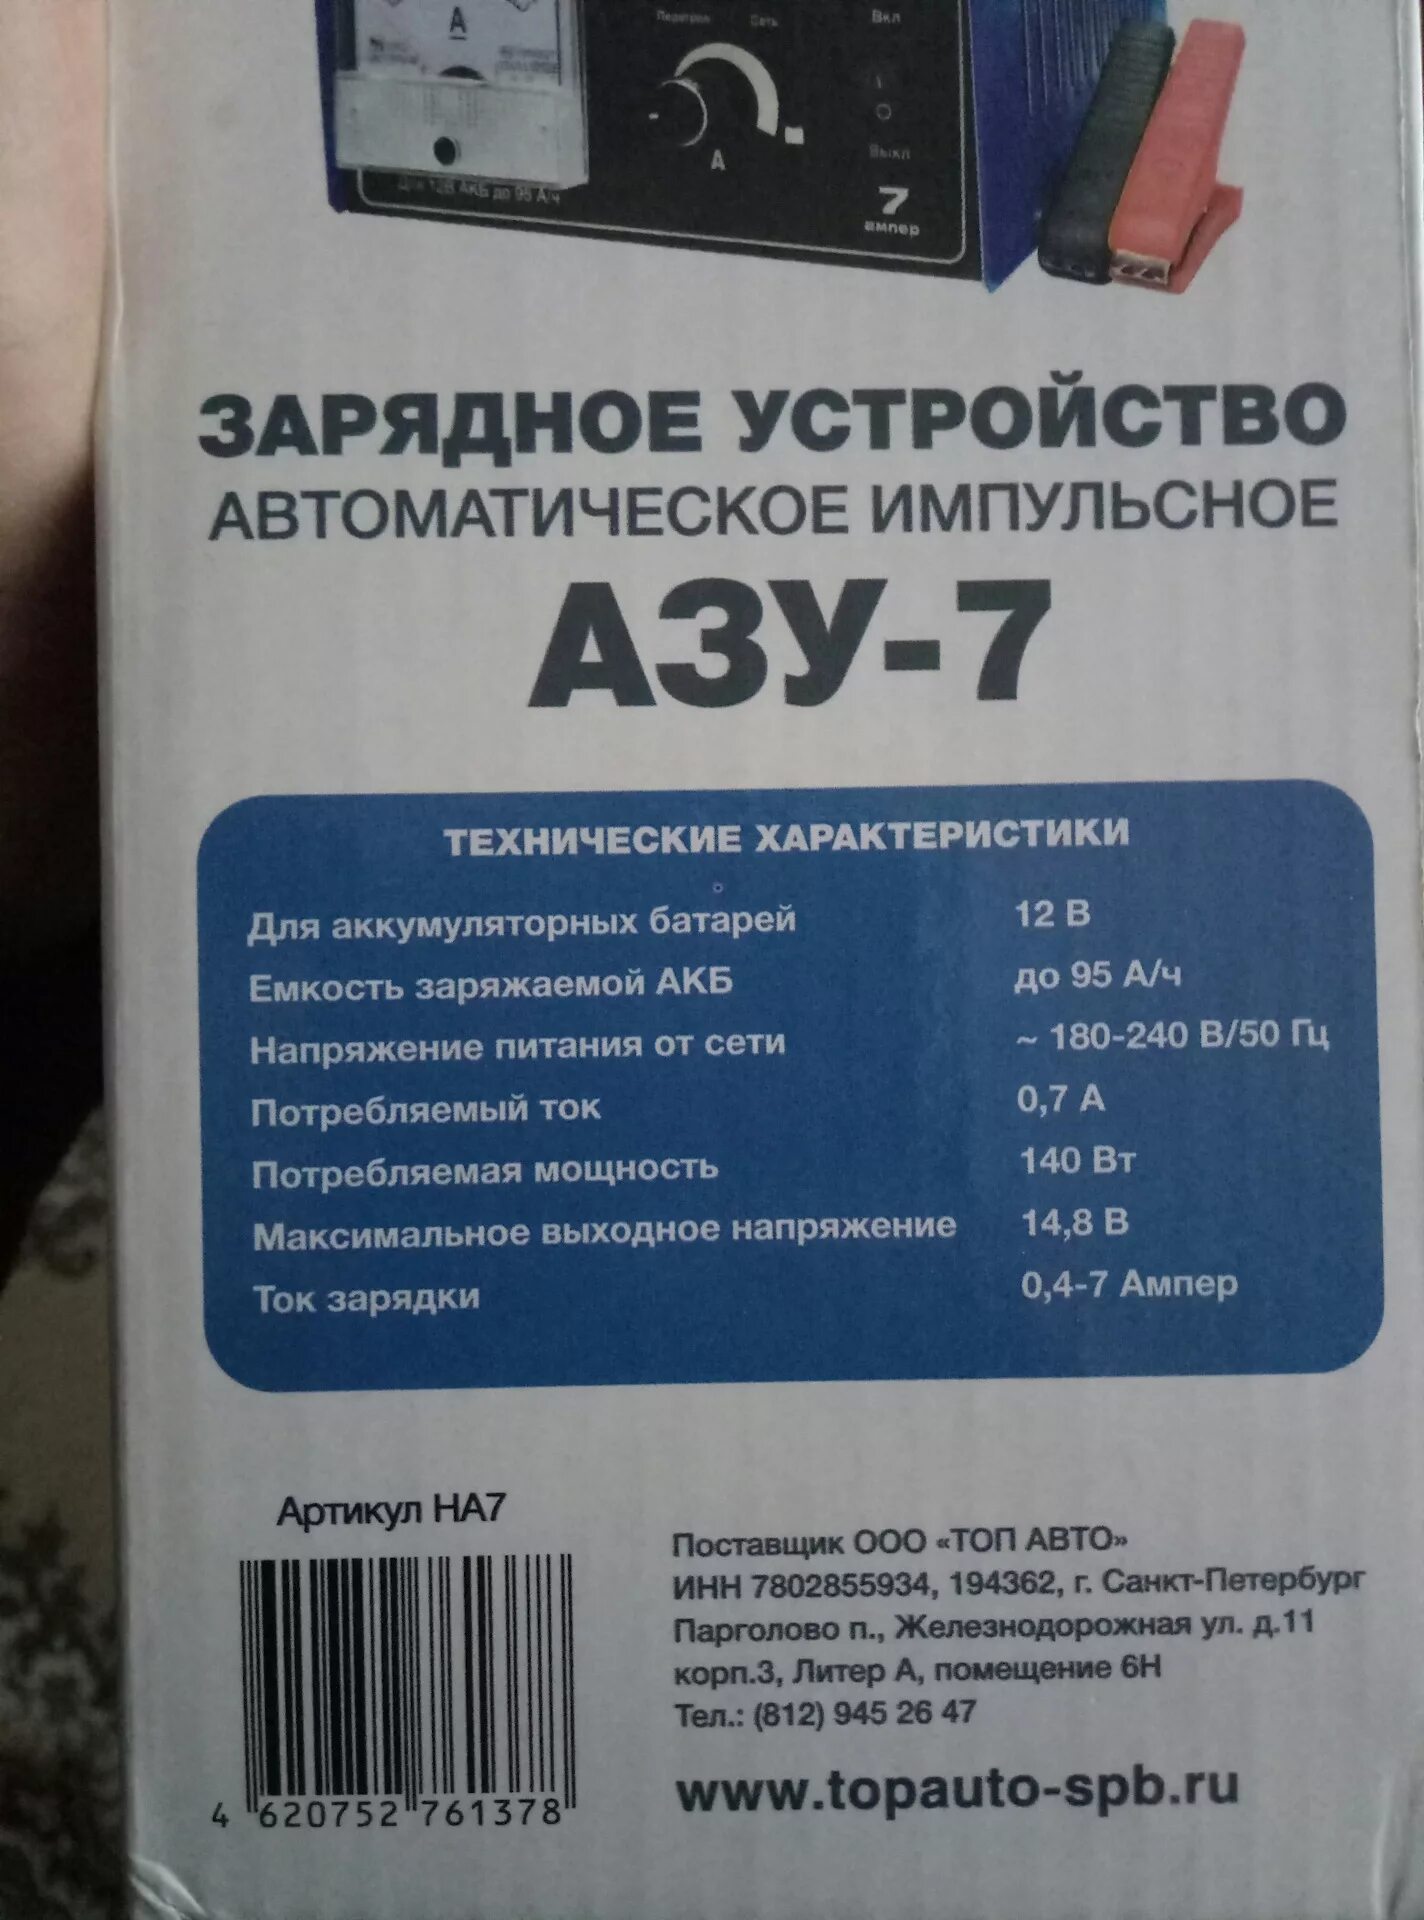 А
Перегрев Сеть Вкл
А
Выкл
Для 12В АКБ до 95 А/ч
7
ампер
ЗАРЯДНОЕ УСТРОЙСТВО
АВТОМАТИЧЕСКОЕ ИМПУЛЬСНОЕ
АЗУ-7
ТЕХНИЧЕСКИЕ ХАРАКТЕРИСТИКИ
Для аккумуляторных батарей 12 В
Емкость заряжаемой АКБ до 95 А/ч
Напряжение питания от сети ~ 180-240 В/50 Гц
Потребляемый ток 0,7 А
Потребляемая мощность 140 Вт
Максимальное выходное напряжение 14,8 В
Ток зарядки 0,4-7 Ампер
Артикул НА7
4 620752 761378
Поставщик ООО «ТОП АВТО»
ИНН 7802855934, 194362, г. Санкт-Петербург
Парголово п., Железнодорожная ул. д.11
корп.3, Литер А, помещение 6Н
Тел.: (812) 945 26 47
www.topauto-spb.ru